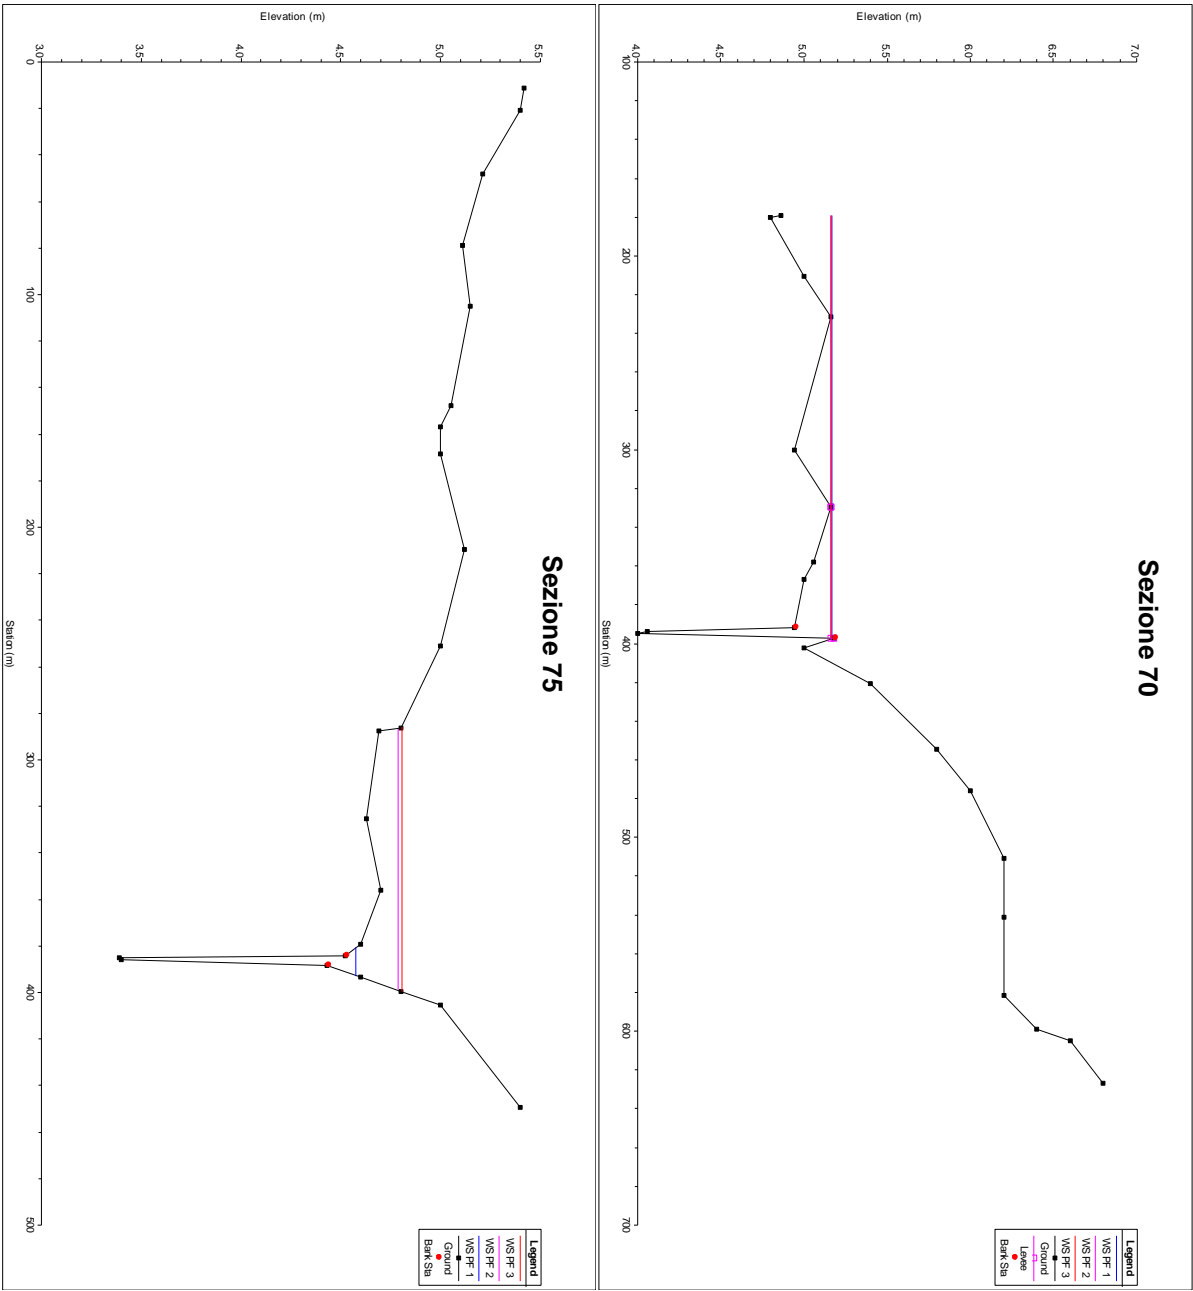 Sezione 70
Legend
WS PF 1
WS PF 2
WS PF 3
Ground
Levee
Bank Sta
7.0
6.5
6.0
5.5
5.0
4.5
4.0
Elevation (m)
100
200
300
400
500
600
700
Station (m)
Sezione 75
Legend
WS PF 3
WS PF 2
WS PF 1
Ground
Bank Sta
5.5
5.0
4.5
4.0
3.5
3.0
Elevation (m)
0
100
200
300
400
500
Station (m)